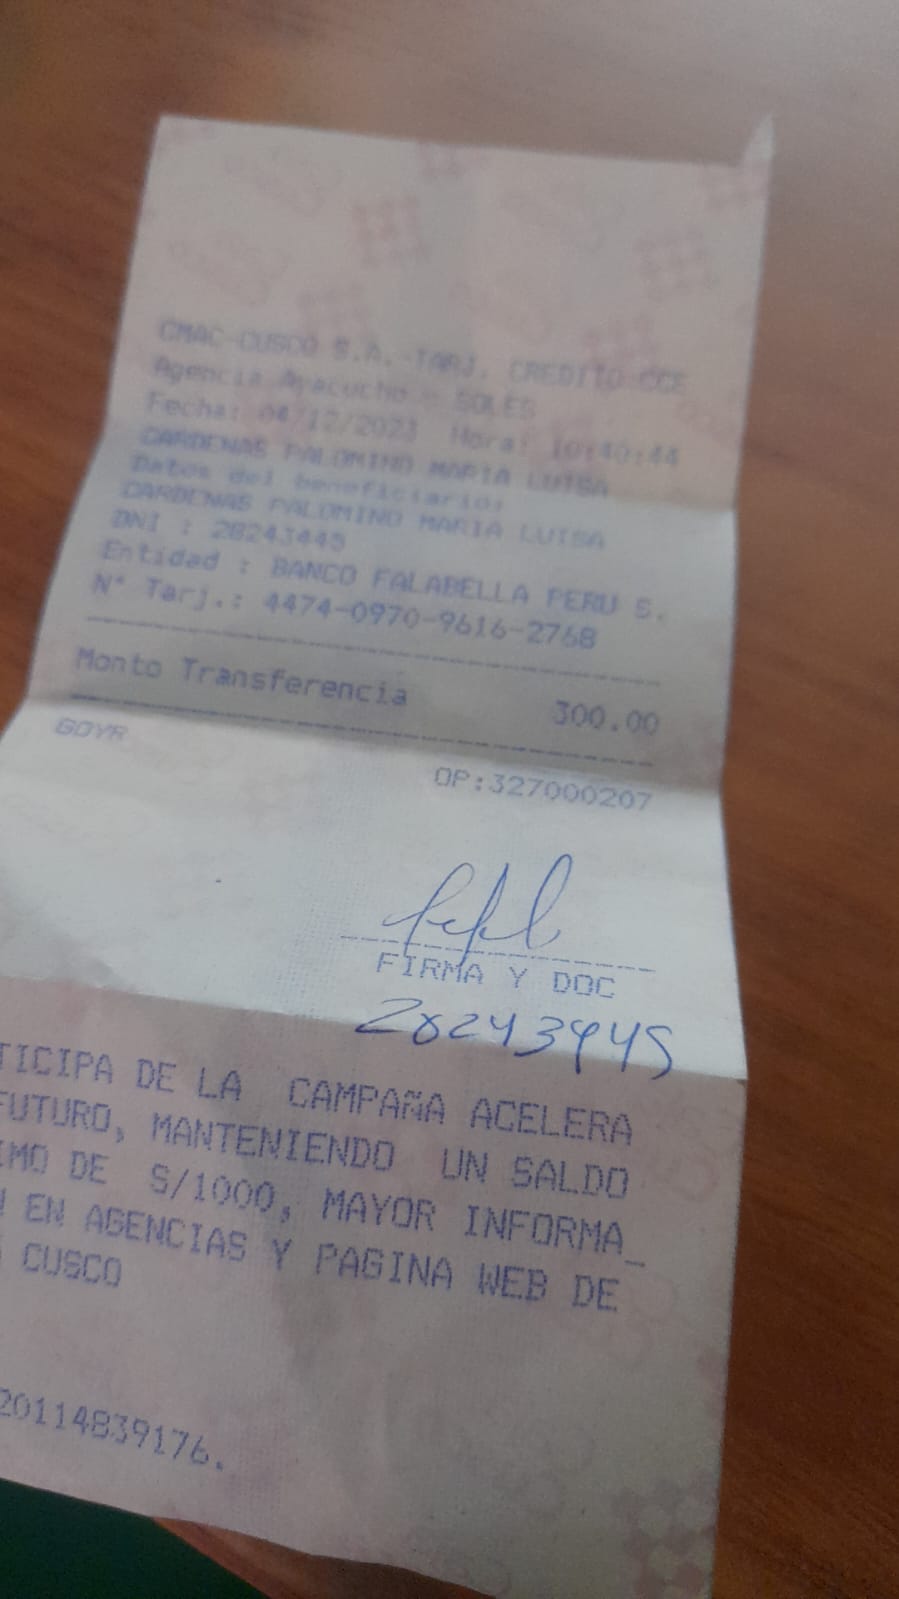 CMAC-CUSCO S.A.-TARJ. CREDITO CCE
Agencia Ayacucho - SOLES
Fecha: 04/12/2023 Hora: 10:40:44
CARDENAS PALOMINO MARIA LUISA
Datos del beneficiario:
CARDENAS PALOMINO MARIA LUISA
DNI : 28243445
Entidad : BANCO FALABELLA PERU S.
N° Tarj.: 4474-0970-9616-2768
Monto Transferencia 300.00
GOYR
OP:327000207
FIRMA Y DOC
TICIPA DE LA CAMPAÑA ACELERA
FUTURO, MANTENIENDO UN SALDO
IMO DE S/1000, MAYOR INFORMA_
N EN AGENCIAS Y PAGINA WEB DE
CUSCO
20114839176.